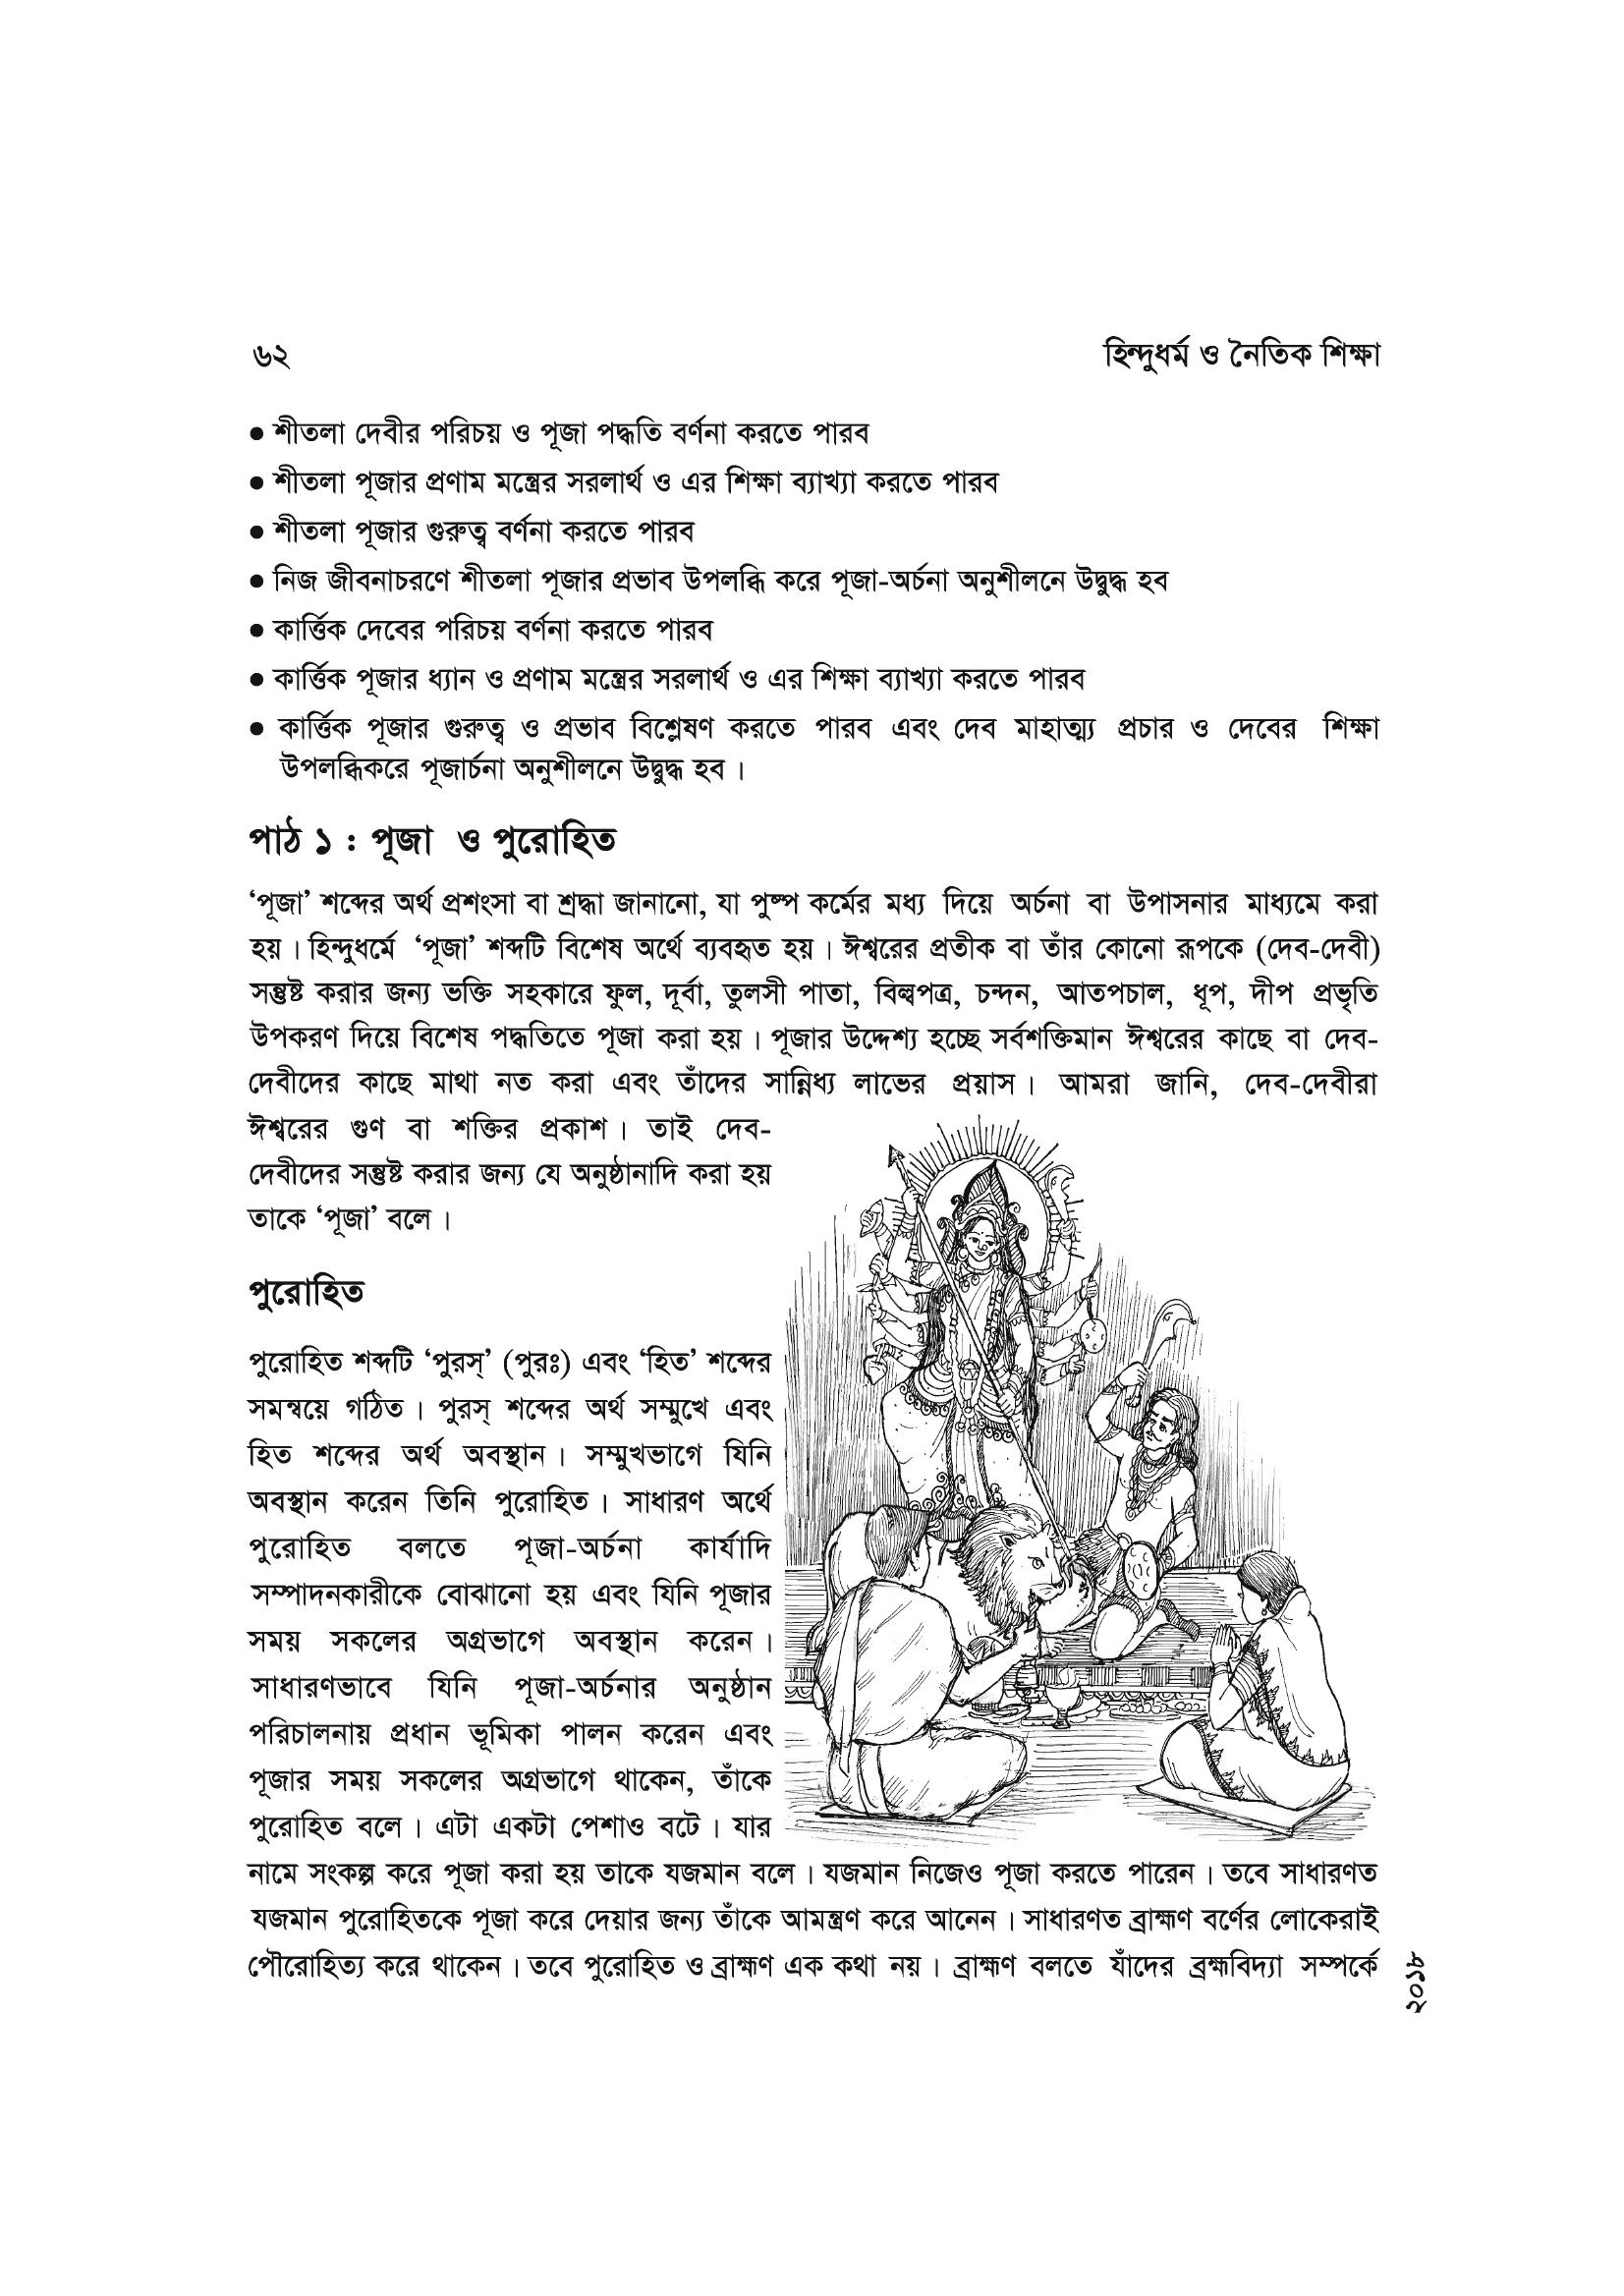 ৬২
হিন্দুধর্ম ও নৈতিক শিক্ষা
● শীতলা দেবীর পরিচয় ও পূজা পদ্ধতি বর্ণনা করতে পারব
● শীতলা পূজার প্রণাম মন্ত্রের সরলার্থ ও এর শিক্ষা ব্যাখ্যা করতে পারব
● শীতলা পূজার গুরুত্ব বর্ণনা করতে পারব
● নিজ জীবনাচরণে শীতলা পূজার প্রভাব উপলব্ধি করে পূজা-অর্চনা অনুশীলনে উদ্বুদ্ধ হব
● কার্ত্তিক দেবের পরিচয় বর্ণনা করতে পারব
● কার্ত্তিক পূজার ধ্যান ও প্রণাম মন্ত্রের সরলার্থ ও এর শিক্ষা ব্যাখ্যা করতে পারব
● কার্ত্তিক পূজার গুরুত্ব ও প্রভাব বিশ্লেষণ করতে পারব এবং দেব মাহাত্ম্য প্রচার ও দেবের শিক্ষা
উপলব্ধিকরে পূজার্চনা অনুশীলনে উদ্বুদ্ধ হব।
পাঠ ১ : পূজা ও পুরোহিত
‘পূজা’ শব্দের অর্থ প্রশংসা বা শ্রদ্ধা জানানো, যা পুষ্প কর্মের মধ্য দিয়ে অর্চনা বা উপাসনার মাধ্যমে করা
হয়। হিন্দুধর্মে ‘পূজা’ শব্দটি বিশেষ অর্থে ব্যবহৃত হয়। ঈশ্বরের প্রতীক বা তাঁর কোনো রূপকে (দেব-দেবী)
সন্তুষ্ট করার জন্য ভক্তি সহকারে ফুল, দূর্বা, তুলসী পাতা, বিল্বপত্র, চন্দন, আতপচাল, ধূপ, দীপ প্রভৃতি
উপকরণ দিয়ে বিশেষ পদ্ধতিতে পূজা করা হয়। পূজার উদ্দেশ্য হচ্ছে সর্বশক্তিমান ঈশ্বরের কাছে বা দেব-
দেবীদের কাছে মাথা নত করা এবং তাঁদের সান্নিধ্য লাভের প্রয়াস। আমরা জানি, দেব-দেবীরা
ঈশ্বরের গুণ বা শক্তির প্রকাশ। তাই দেব-
দেবীদের সন্তুষ্ট করার জন্য যে অনুষ্ঠানাদি করা হয়
তাকে ‘পূজা’ বলে।
পুরোহিত
পুরোহিত শব্দটি ‘পুরস্’ (পুরঃ) এবং ‘হিত’ শব্দের
সমন্বয়ে গঠিত। পুরস্ শব্দের অর্থ সম্মুখে এবং
হিত শব্দের অর্থ অবস্থান। সম্মুখভাগে যিনি
অবস্থান করেন তিনি পুরোহিত। সাধারণ অর্থে
পুরোহিত বলতে পূজা-অর্চনা কার্যাদি
সম্পাদনকারীকে বোঝানো হয় এবং যিনি পূজার
সময় সকলের অগ্রভাগে অবস্থান করেন।
সাধারণভাবে যিনি পূজা-অর্চনার অনুষ্ঠান
পরিচালনায় প্রধান ভূমিকা পালন করেন এবং
পূজার সময় সকলের অগ্রভাগে থাকেন, তাঁকে
পুরোহিত বলে। এটা একটা পেশাও বটে। যার
নামে সংকল্প করে পূজা করা হয় তাকে যজমান বলে। যজমান নিজেও পূজা করতে পারেন। তবে সাধারণত
যজমান পুরোহিতকে পূজা করে দেয়ার জন্য তাঁকে আমন্ত্রণ করে আনেন। সাধারণত ব্রাহ্মণ বর্ণের লোকেরাই
পৌরোহিত্য করে থাকেন। তবে পুরোহিত ও ব্রাহ্মণ এক কথা নয়। ব্রাহ্মণ বলতে যাঁদের ব্রহ্মবিদ্যা সম্পর্কে
২০১৮